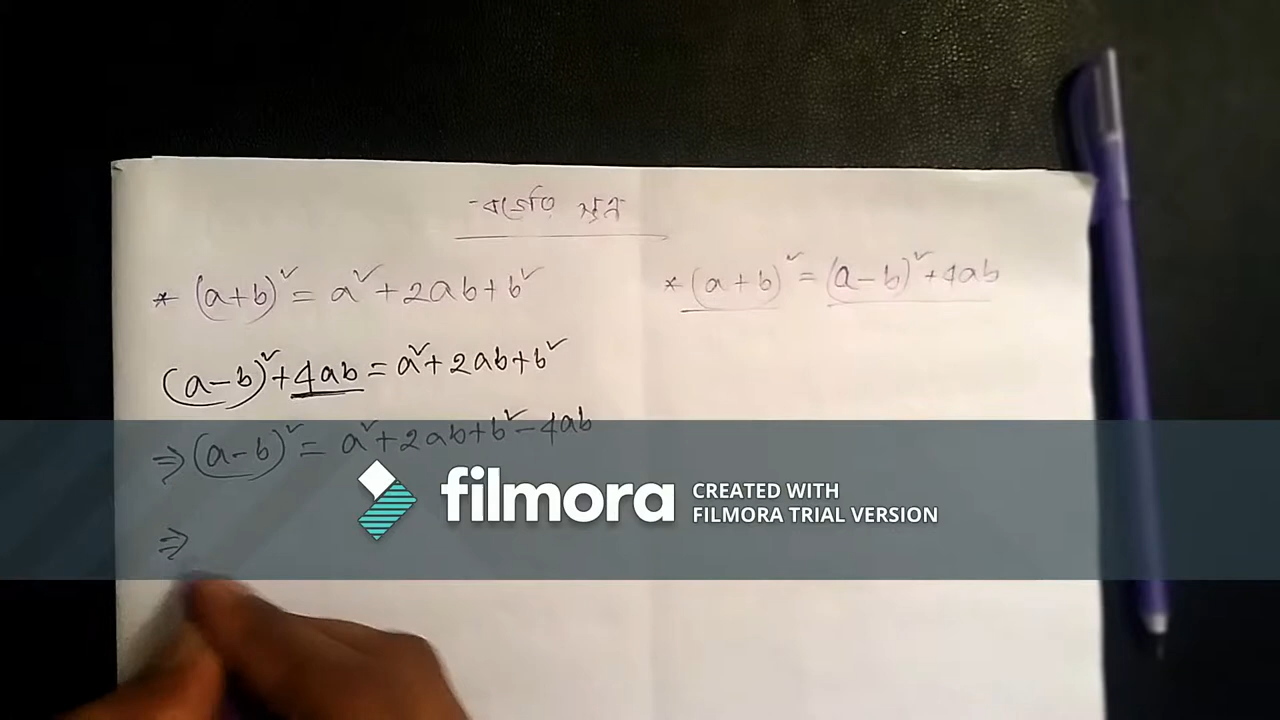 বর্গের সূত্র
* (a+b)² = a²+2ab+b²
* (a+b)² = (a-b)²+4ab
(a-b)²+4ab = a²+2ab+b²
⇒ (a-b)² = a²+2ab+b²-4ab
⇒
filmora CREATED WITH
FILMORA TRIAL VERSION